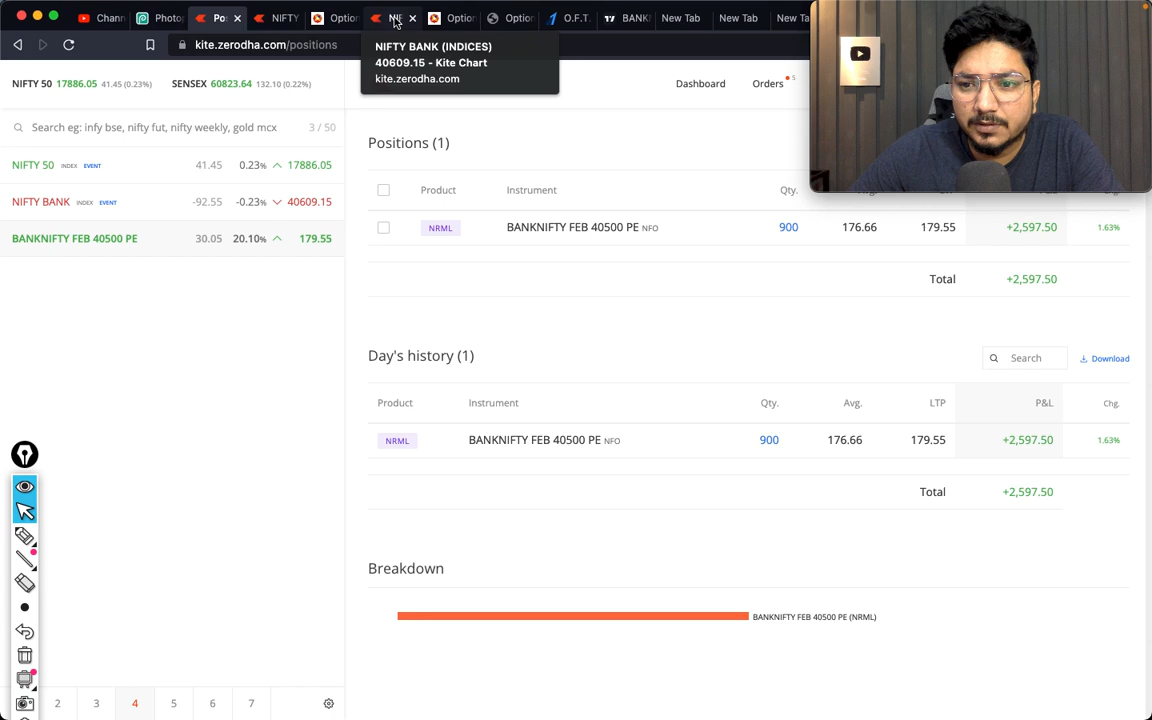 Chann
Photop
Po:
NIFTY
Option
NIF
Option
Option
O.F.T.
BANK
New Tab
New Tab
New Ta
kite.zerodha.com/positions
NIFTY BANK (INDICES)
40609.15 - Kite Chart
kite.zerodha.com
NIFTY 50 17886.05 41.45 (0.23%) SENSEX 60823.64 132.10 (0.22%)
Dashboard Orders 5
Search eg: infy bse, nifty fut, nifty weekly, gold mcx 3 / 50
NIFTY 50 INDEX EVENT 41.45 0.23% 17886.05
NIFTY BANK INDEX EVENT -92.55 -0.23% 40609.15
BANKNIFTY FEB 40500 PE 30.05 20.10% 179.55
Positions (1)
Product Instrument Qty.
NRML BANKNIFTY FEB 40500 PE NFO 900 176.66 179.55 +2,597.50 1.63%
Total +2,597.50
Day's history (1)
Search
Download
Product Instrument Qty. Avg. LTP P&L Chg.
NRML BANKNIFTY FEB 40500 PE NFO 900 176.66 179.55 +2,597.50 1.63%
Total +2,597.50
Breakdown
BANKNIFTY FEB 40500 PE (NRML)
2 3 4 5 6 7